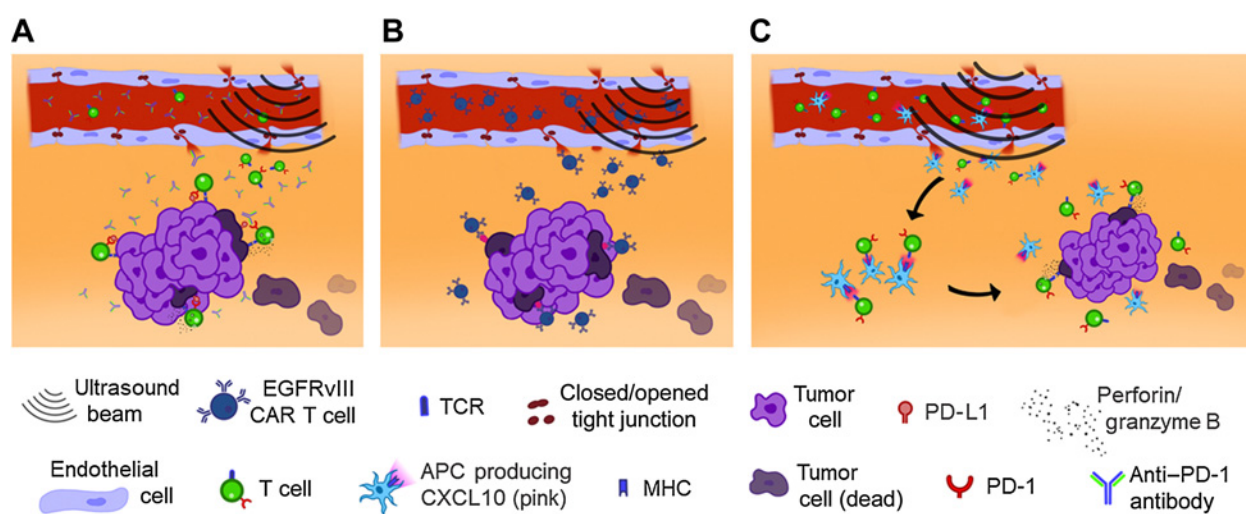 A
B
C
Ultrasound
beam
EGFRvIII
CAR T cell
TCR
Closed/opened
tight junction
Tumor
cell
PD-L1
Perforin/
granzyme B
Endothelial
cell
T cell
APC producing
CXCL10 (pink)
MHC
Tumor
cell (dead)
PD-1
Anti–PD-1
antibody